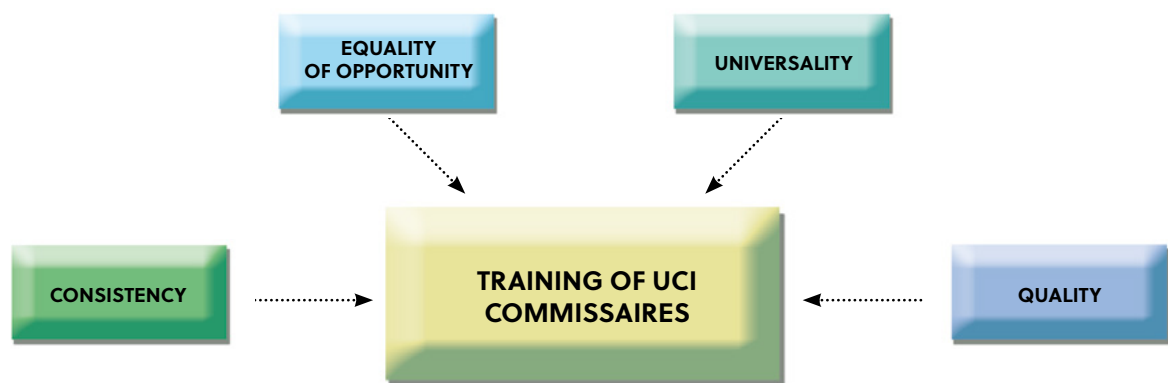 EQUALITY
OF OPPORTUNITY
UNIVERSALITY
CONSISTENCY
TRAINING OF UCI
COMMISSAIRES
QUALITY